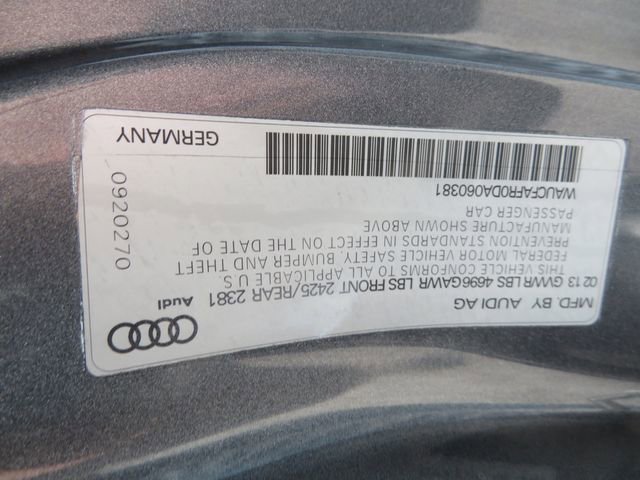 Audi
MFD. BY AUDI AG
02 13 GVWR LBS 4696 GAWR LBS FRONT 2425/REAR 2381
THIS VEHICLE CONFORMS TO ALL APPLICABLE U.S.
FEDERAL MOTOR VEHICLE SAFETY, BUMPER AND THEFT
PREVENTION STANDARDS IN EFFECT ON THE DATE OF
MANUFACTURE SHOWN ABOVE
PASSENGER CAR
WAUCFAFR0DA060381
GERMANY
0920270